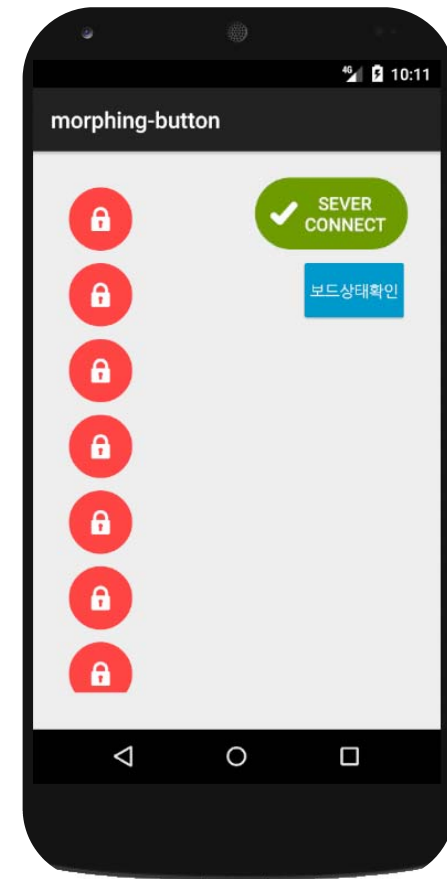 4G 10:11
morphing-button
SEVER
CONNECT
보드상태확인